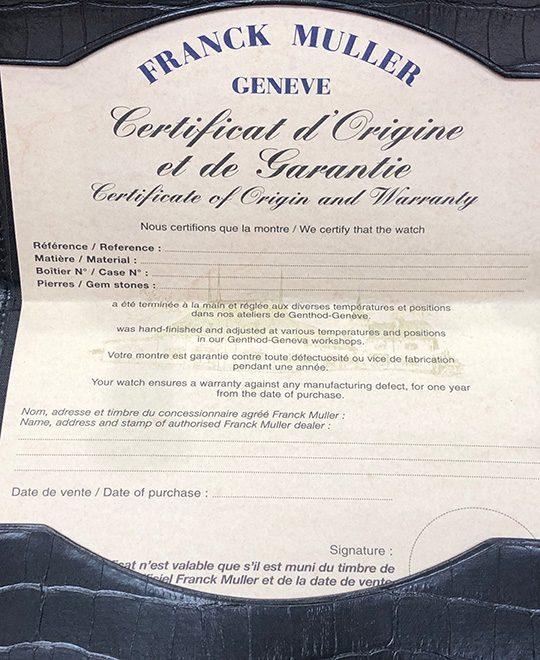 FRANCK MULLER
GENEVE
Certificat d'Origine
et de Garantie
Certificate of Origin and Warranty
Nous certifions que la montre / We certify that the watch
Référence / Reference :
Matière / Material :
Boîtier N° / Case N° :
Pierres / Gem stones :
a été terminée à la main et réglée aux diverses températures et positions
dans nos ateliers de Genthod-Genève.
was hand-finished and adjusted at various temperatures and positions
in our Genthod-Geneva workshops.
Votre montre est garantie contre toute défectuosité ou vice de fabrication
pendant une année.
Your watch ensures a warranty against any manufacturing defect, for one year
from the date of purchase.
Nom, adresse et timbre du concessionaire agréé Franck Muller :
Name, address and stamp of authorised Franck Muller dealer :
Date de vente / Date of purchase :
Signature :
n'est valable que s'il est muni du timbre de
Franck Muller et de la date de vente